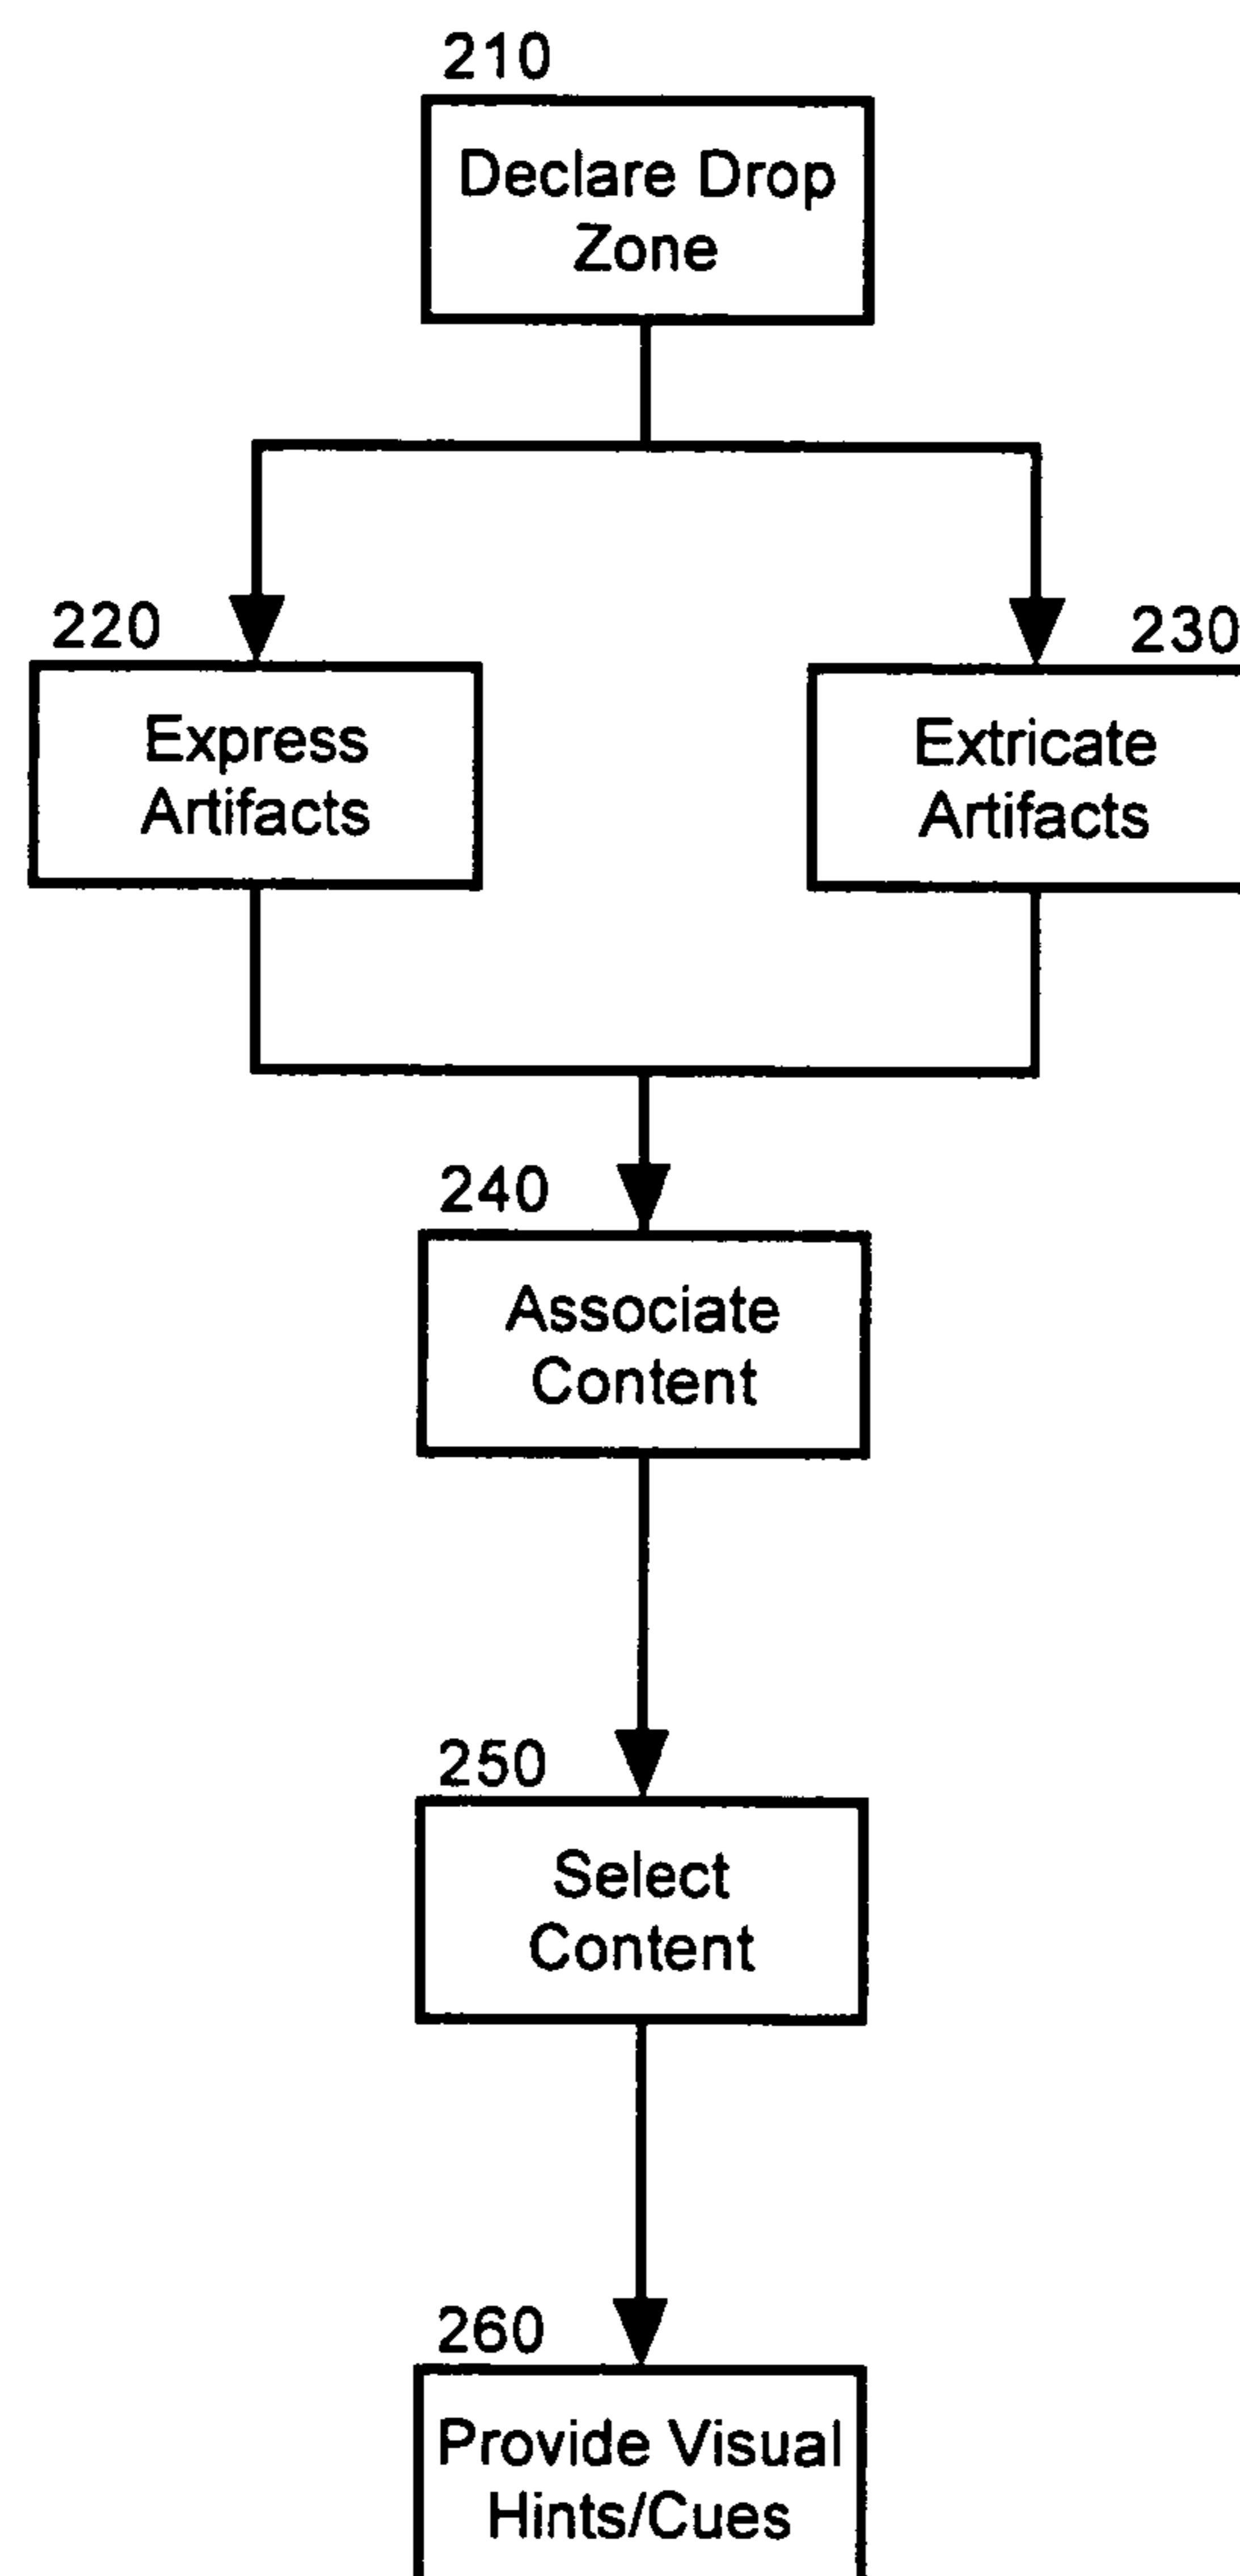 210
Declare Drop
Zone
220
Express
Artifacts
230
Extricate
Artifacts
240
Associate
Content
250
Select
Content
260
Provide Visual
Hints/Cues